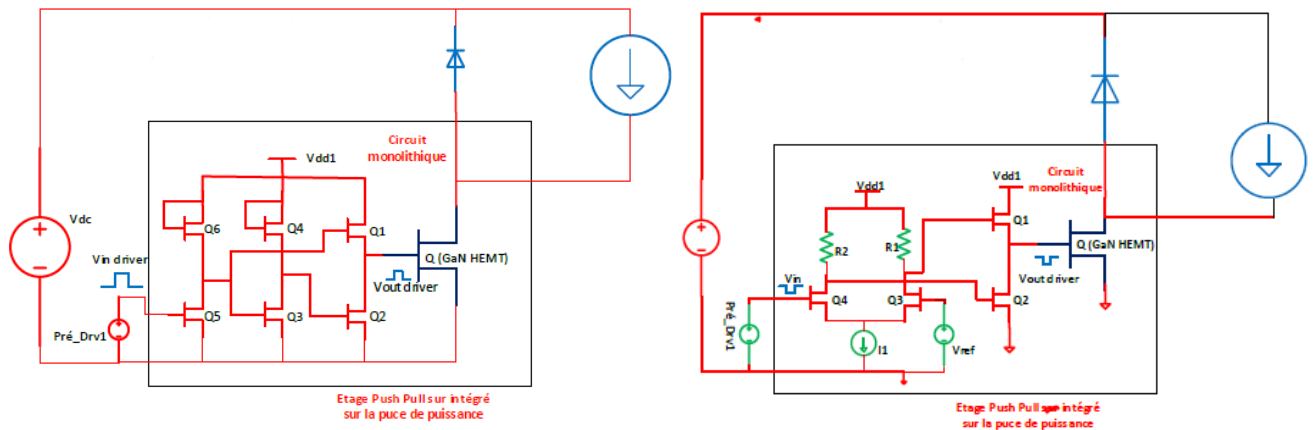 Circuit
monolithique
Vdd1
Q6
Q4
Q1
Vdc
Q (GaN HEMT)
Vin driver
Vout driver
Q5
Q3
Q2
Pré_Drv1
Etage Push Pull sur intégré
sur la puce de puissance
Circuit
monolithique
Vdd1
Vdd1
Q1
R2
R1
Q (GaN HEMT)
Vin
Vout driver
Q4
Q3
Q2
Pré_Drv1
I1
Vref
Etage Push Pull sur intégré
sur la puce de puissance